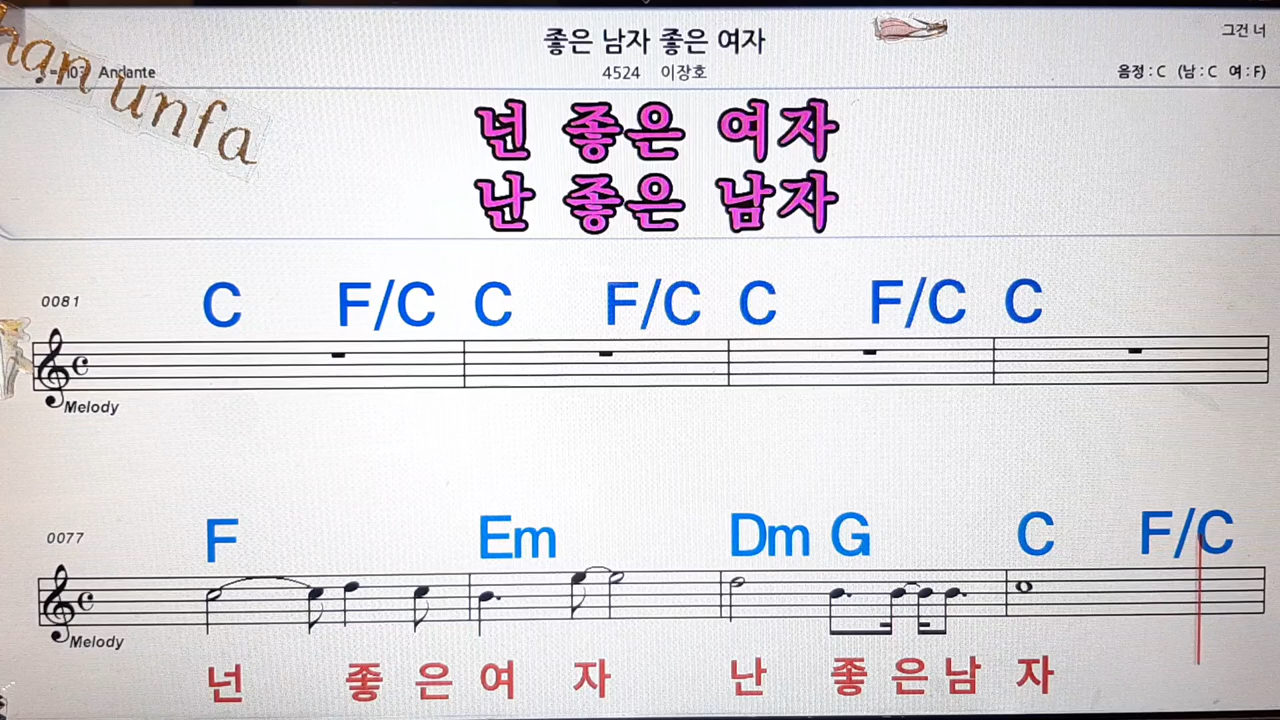 좋은 남자 좋은 여자
그건 너
han unfa
Andante
4524 이장호
음정 : C (남 : C 여 : F)
넌 좋은 여자
난 좋은 남자
0081
C F/C C F/C C F/C C
Melody
0077
F Em Dm G C F/C
Melody
넌 좋 은 여 자 난 좋 은 남 자